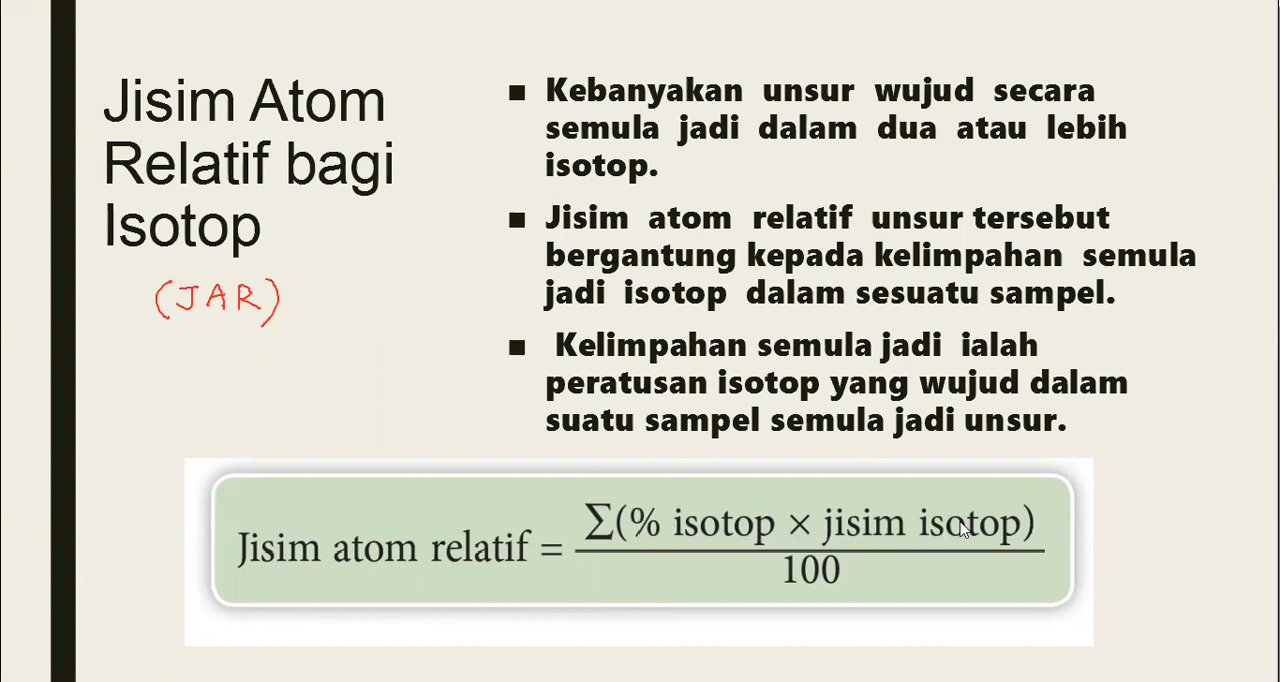 Jisim Atom
Relatif bagi
Isotop
(JAR)
■ Kebanyakan unsur wujud secara
semula jadi dalam dua atau lebih
isotop.
■ Jisim atom relatif unsur tersebut
bergantung kepada kelimpahan semula
jadi isotop dalam sesuatu sampel.
■ Kelimpahan semula jadi ialah
peratusan isotop yang wujud dalam
suatu sampel semula jadi unsur.
Jisim atom relatif = ∑(% isotop × jisim isotop)
100